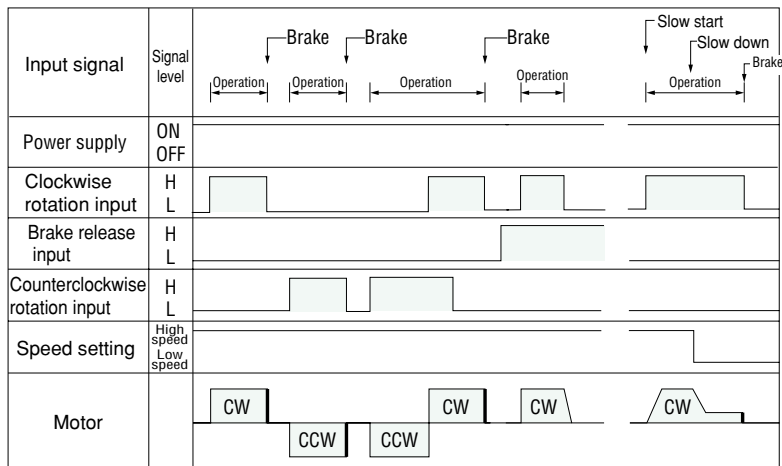 Input signal
Signal
level
Brake
Brake
Brake
Slow start
Slow down
Brake
Operation
Operation
Operation
Operation
Operation
Power supply
ON
OFF
Clockwise
rotation input
H
L
Brake release
input
H
L
Counterclockwise
rotation input
H
L
Speed setting
High
speed
Low
speed
Motor
CW
CCW
CCW
CW
CW
CW